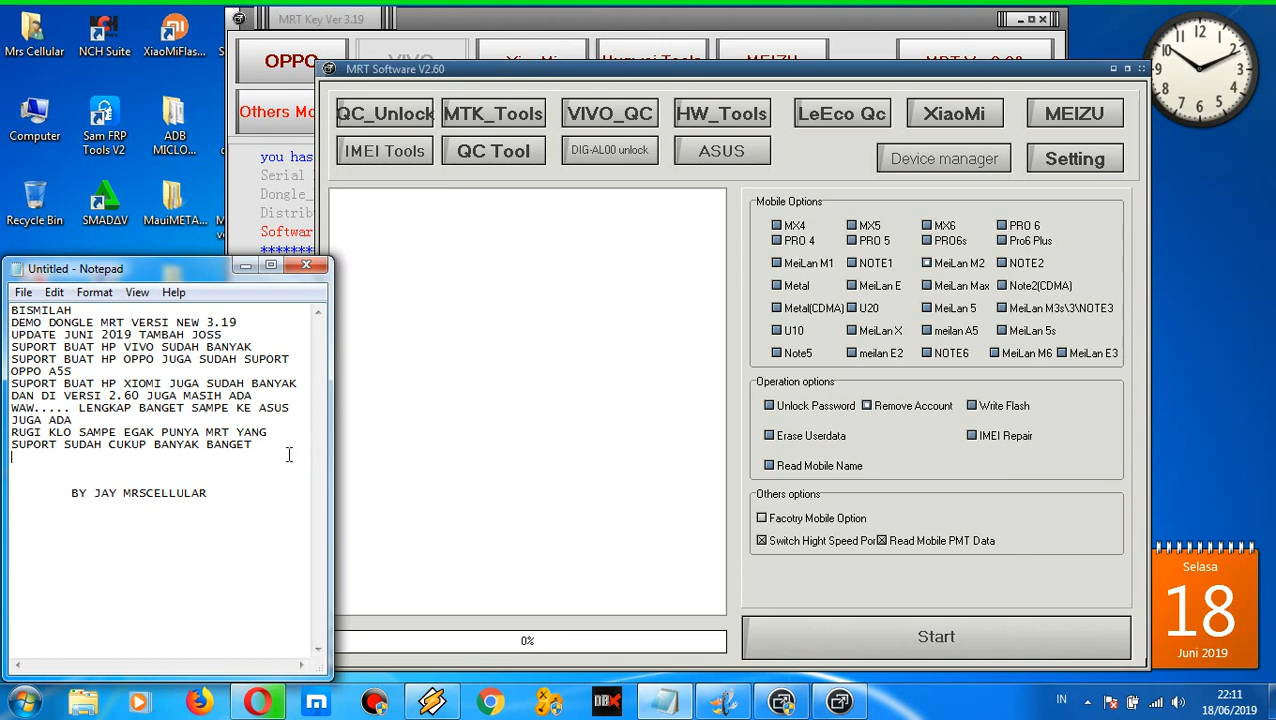 Mrs Cellular
NCH Suite
XiaoMiFlas...
Computer
Sam FRP
Tools V2
ADB
MICLO...
Recycle Bin
SMADΔV
MauiMETA...
MRT Key Ver 3.19
OPPO
VIVO
Others Mo
you has
Serial
Dongle_
Distrib
Softwar
********
MRT Software V2.60
QC_Unlock
MTK_Tools
VIVO_QC
HW_Tools
LeEco Qc
XiaoMi
MEIZU
IMEI Tools
QC Tool
DIG-AL00 unlock
ASUS
Device manager
Setting
Mobile Options
MX4
MX5
MX6
PRO 6
PRO 4
PRO 5
PRO6s
Pro6 Plus
MeiLan M1
NOTE1
MeiLan M2
NOTE2
Metal
MeiLan E
MeiLan Max
Note2(CDMA)
Metal(CDMA)
U20
MeiLan 5
MeiLan M3s\3\NOTE3
U10
MeiLan X
meilan A5
MeiLan 5s
Note5
meilan E2
NOTE6
MeiLan M6
MeiLan E3
Operation options
Unlock Password
Remove Account
Write Flash
Erase Userdata
IMEI Repair
Read Mobile Name
Others options
Facotry Mobile Option
Switch Hight Speed Por
Read Mobile PMT Data
0%
Start
Untitled - Notepad
File Edit Format View Help
BISMILAH
DEMO DONGLE MRT VERSI NEW 3.19
UPDATE JUNI 2019 TAMBAH JOSS
SUPORT BUAT HP VIVO SUDAH BANYAK
SUPORT BUAT HP OPPO JUGA SUDAH SUPORT
OPPO A5S
SUPORT BUAT HP XIOMI JUGA SUDAH BANYAK
DAN DI VERSI 2.60 JUGA MASIH ADA
WAW..... LENGKAP BANGET SAMPE KE ASUS
JUGA ADA
RUGI KLO SAMPE EGAK PUNYA MRT YANG
SUPORT SUDAH CUKUP BANYAK BANGET
BY JAY MRSCELLULAR
Selasa
18
Juni 2019
DBX
IN
22:11
18/06/2019